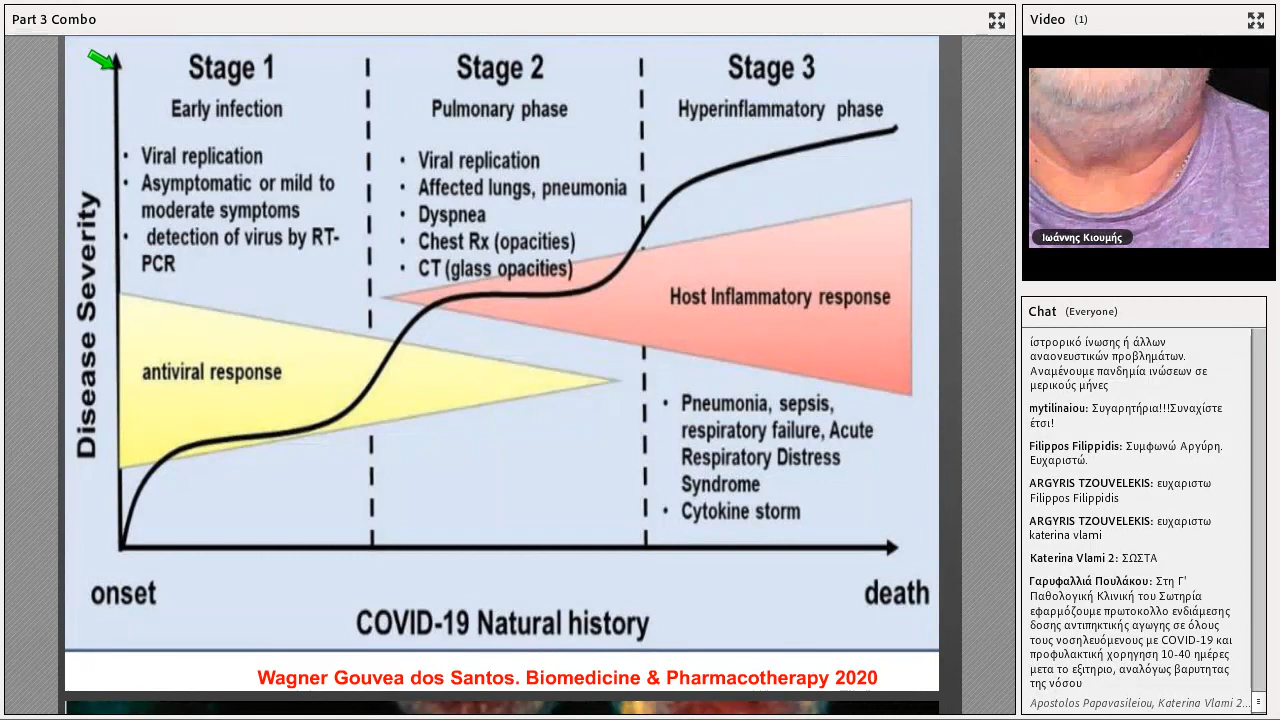 Part 3 Combo
Stage 1
Early infection
• Viral replication
• Asymptomatic or mild to
moderate symptoms
• detection of virus by RT-
PCR
Stage 2
Pulmonary phase
• Viral replication
• Affected lungs, pneumonia
• Dyspnea
• Chest Rx (opacities)
• CT (glass opacities)
Stage 3
Hyperinflammatory phase
Disease Severity
antiviral response
Host Inflammatory response
• Pneumonia, sepsis,
respiratory failure, Acute
Respiratory Distress
Syndrome
• Cytokine storm
onset
death
COVID-19 Natural history
Wagner Gouvea dos Santos. Biomedicine & Pharmacotherapy 2020
Video (1)
Ιωάννης Κιουμής
Chat (Everyone)
ίστρορικό ίνωσης ή άλλων
αναονευστικών προβλημάτων.
Αναμένουμε πανδημία ινώσεων σε
μερικούς μήνες
mytilinaiou: Συγαρητήρια!!!Συναχίστε
έτσι!
Filippos Filippidis: Συμφωνώ Αργύρη.
Ευχαριστώ.
ARGYRIS TZOUVELEKIS: ευχαριστω
Filippos Filippidis
ARGYRIS TZOUVELEKIS: ευχαριστω
katerina vlami
Katerina Vlami 2: ΣΩΣΤΑ
Γαρυφαλλιά Πουλάκου: Στη Γ'
Παθολογική Κλινική του Σωτηρία
εφαρμόζουμε πρωτοκολλο ενδιάμεσης
δοσης αντιπηκτικής αγωγης σε όλους
τους νοσηλευόμενους με COVID-19 και
προφυλακτική χορηγηση 10-40 ημέρες
μετα το εξιτηριο, αναλόγως βαρυτητας
της νόσου
Apostolos Papavasileiou, Katerina Vlami 2...